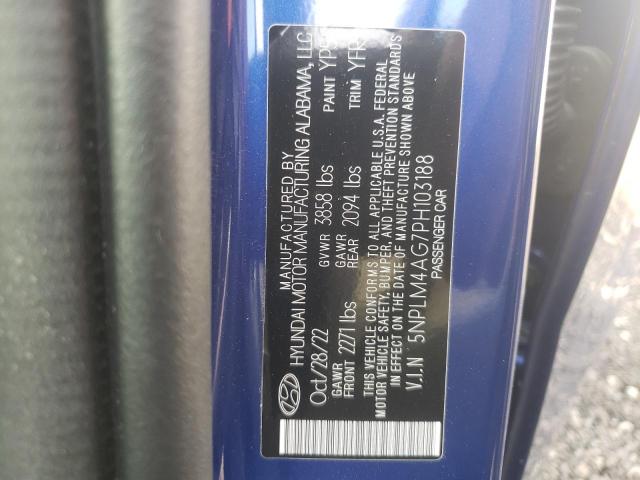 MANUFACTURED BY
HYUNDAI MOTOR MANUFACTURING ALABAMA, LLC
Oct/28/22 GVWR 3858 lbs PAINT
GAWR FRONT 2271 lbs GAWR REAR 2094 lbs TRIM
THIS VEHICLE CONFORMS TO ALL APPLICABLE U.S.A. FEDERAL
MOTOR VEHICLE SAFETY, BUMPER, AND THEFT PREVENTION STANDARDS
IN EFFECT ON THE DATE OF MANUFACTURE SHOWN ABOVE
V.I.N 5NPLM4AG7PH103188
PASSENGER CAR